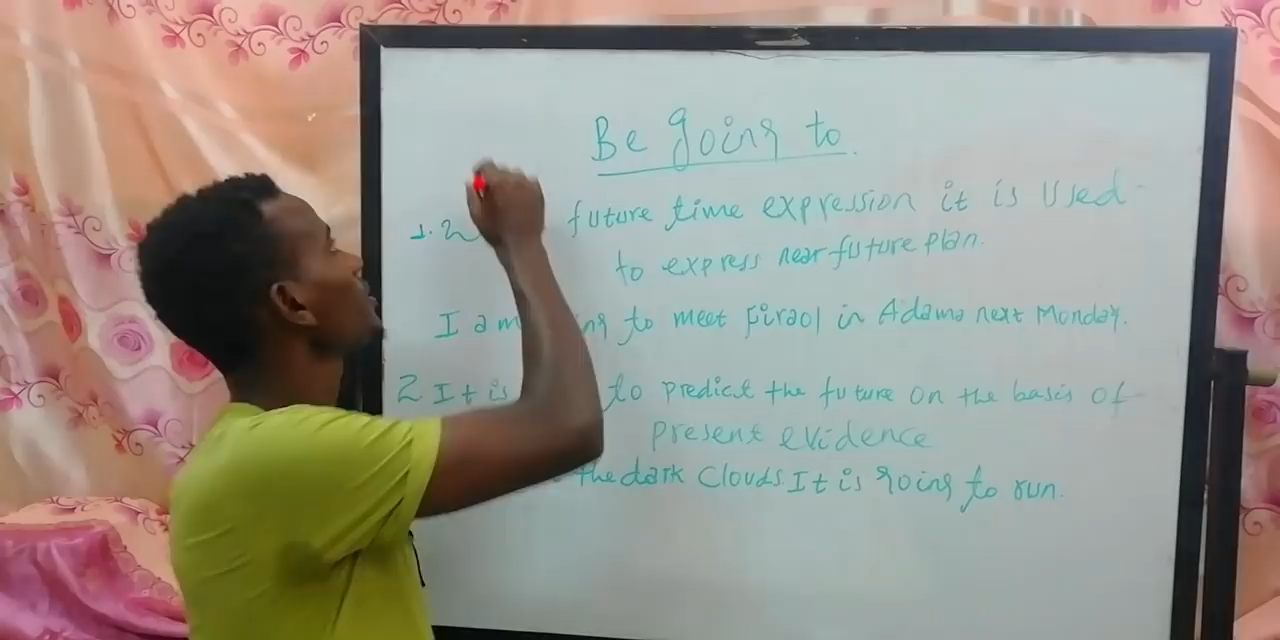 Be going to.
1. future time expression it is Used
to express near future plan.
I am to meet Firaol in Adama next Monday.
2 It is to predict the future on the basis of
present evidence
the dark Clouds. It is going to run.